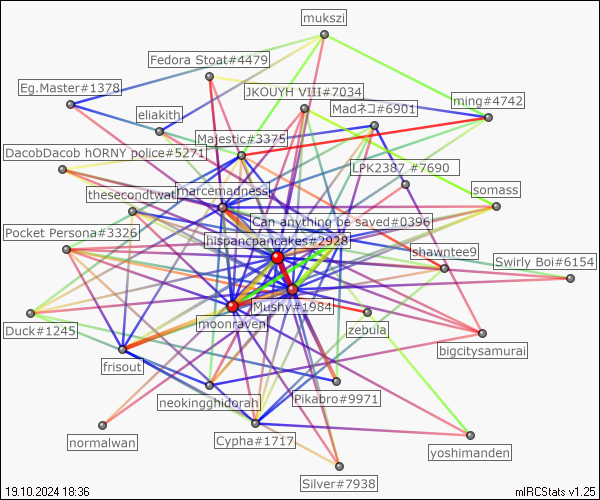 mukszi
Fedora Stoat#4479
Eg.Master#1378
JKOUYH VIII#7034
ming#4742
Madネコ#6901
eliakith
Majestic#3375
DacobDacob hORNY police#5271
LPK2387 #7690
marcemadness
somass
thesecondtwat
Can anything be saved#0396
Pocket Persona#3326
hispancpancakes#2928
shawntee9
Swirly Boi#6154
Mushy#1984
moonraven
zebula
Duck#1245
bigcitysamurai
frisout
Pikabro#9971
neokingghidorah
normalwan
Cypha#1717
yoshimanden
Silver#7938
19.10.2024 18:36
mIRCStats v1.25